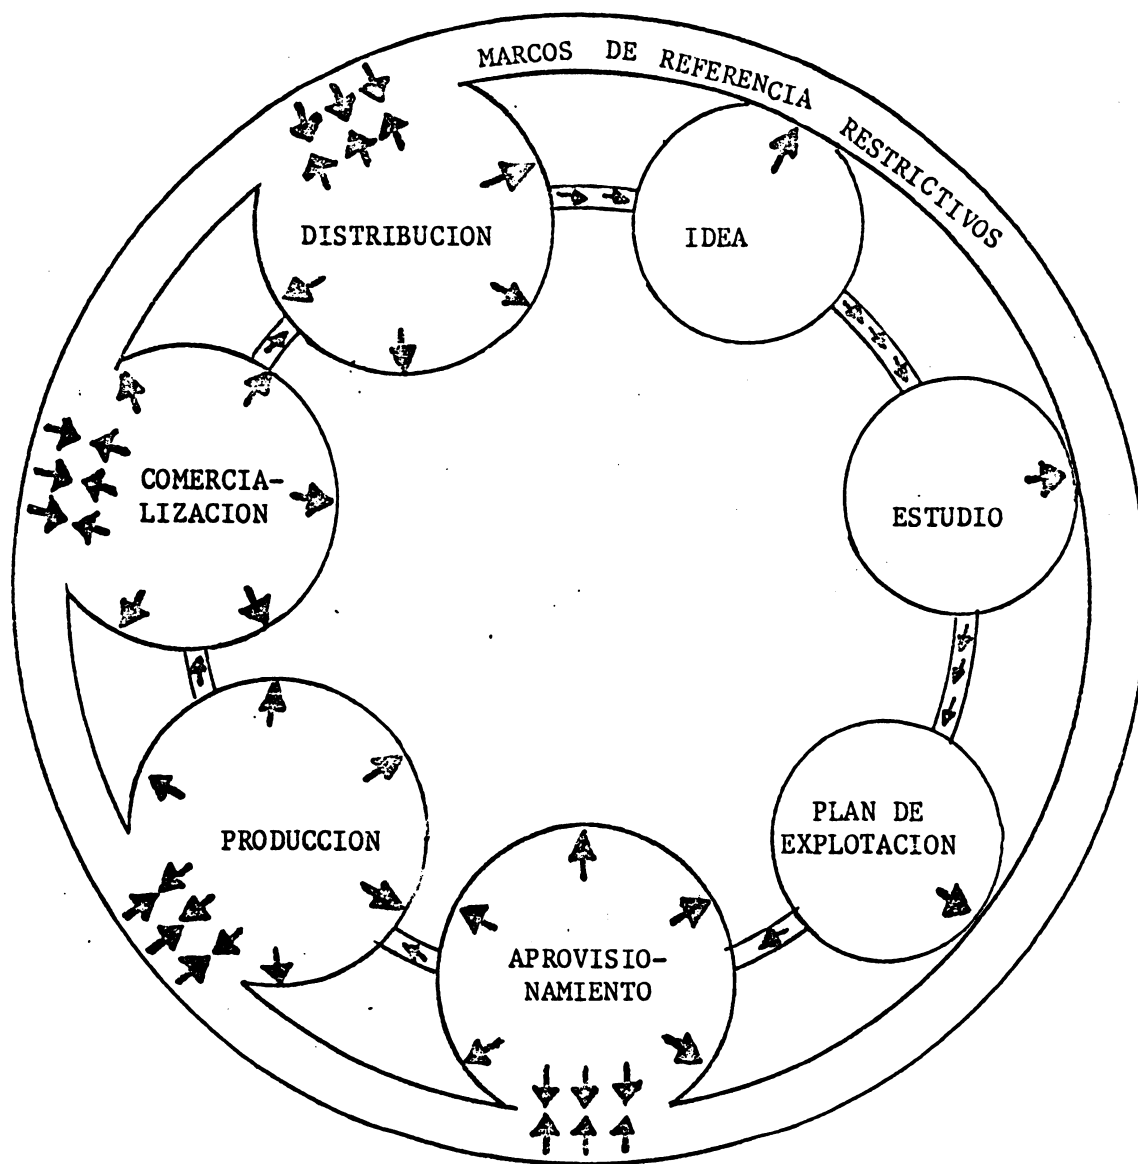 MARCOS DE REFERENCIA RESTRICTIVOS
DISTRIBUCION
IDEA
COMERCIA-
LIZACION
ESTUDIO
PRODUCCION
PLAN DE
EXPLOTACION
APROVISIO-
NAMIENTO